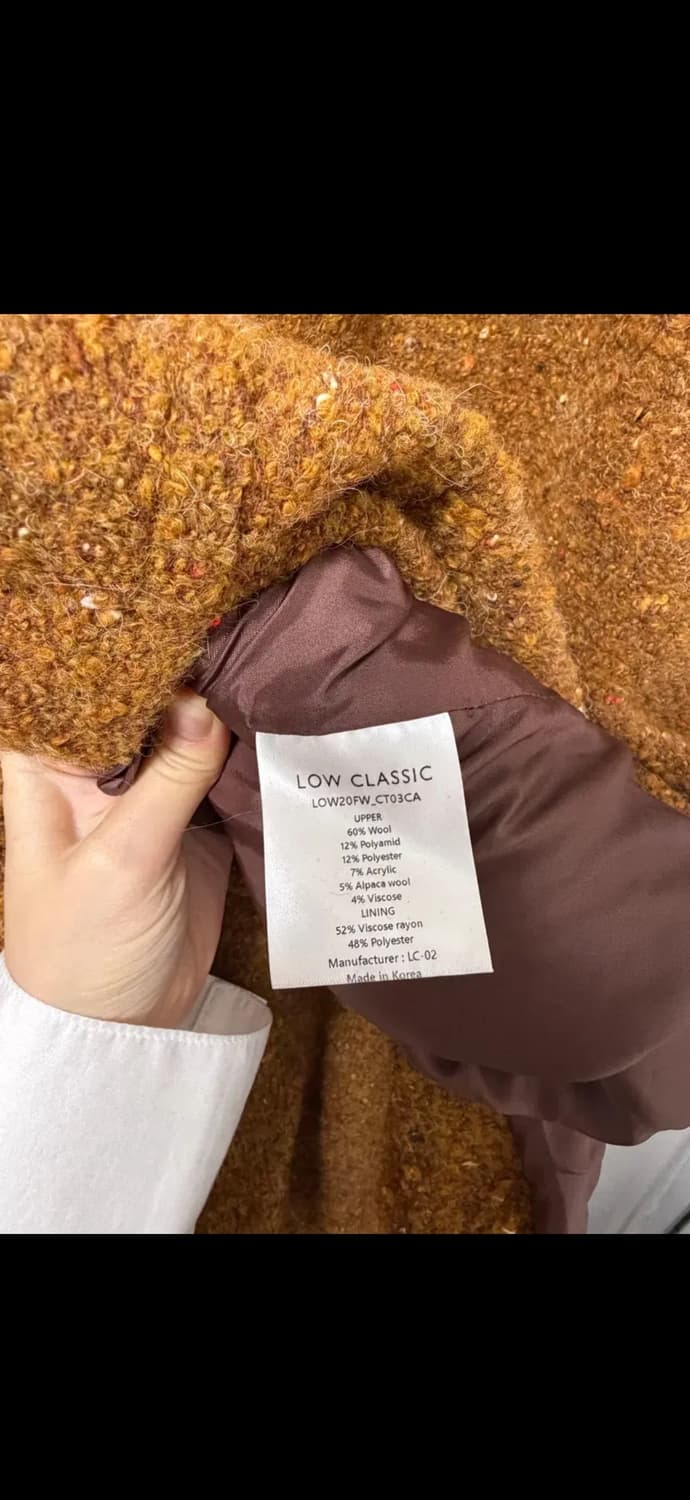 LOW CLASSIC
LOW20FW_CT03CA
UPPER
60% Wool
12% Polyamid
12% Polyester
7% Acrylic
5% Alpaca wool
4% Viscose
LINING
52% Viscose rayon
48% Polyester
Manufacturer : LC-02
Made in Korea